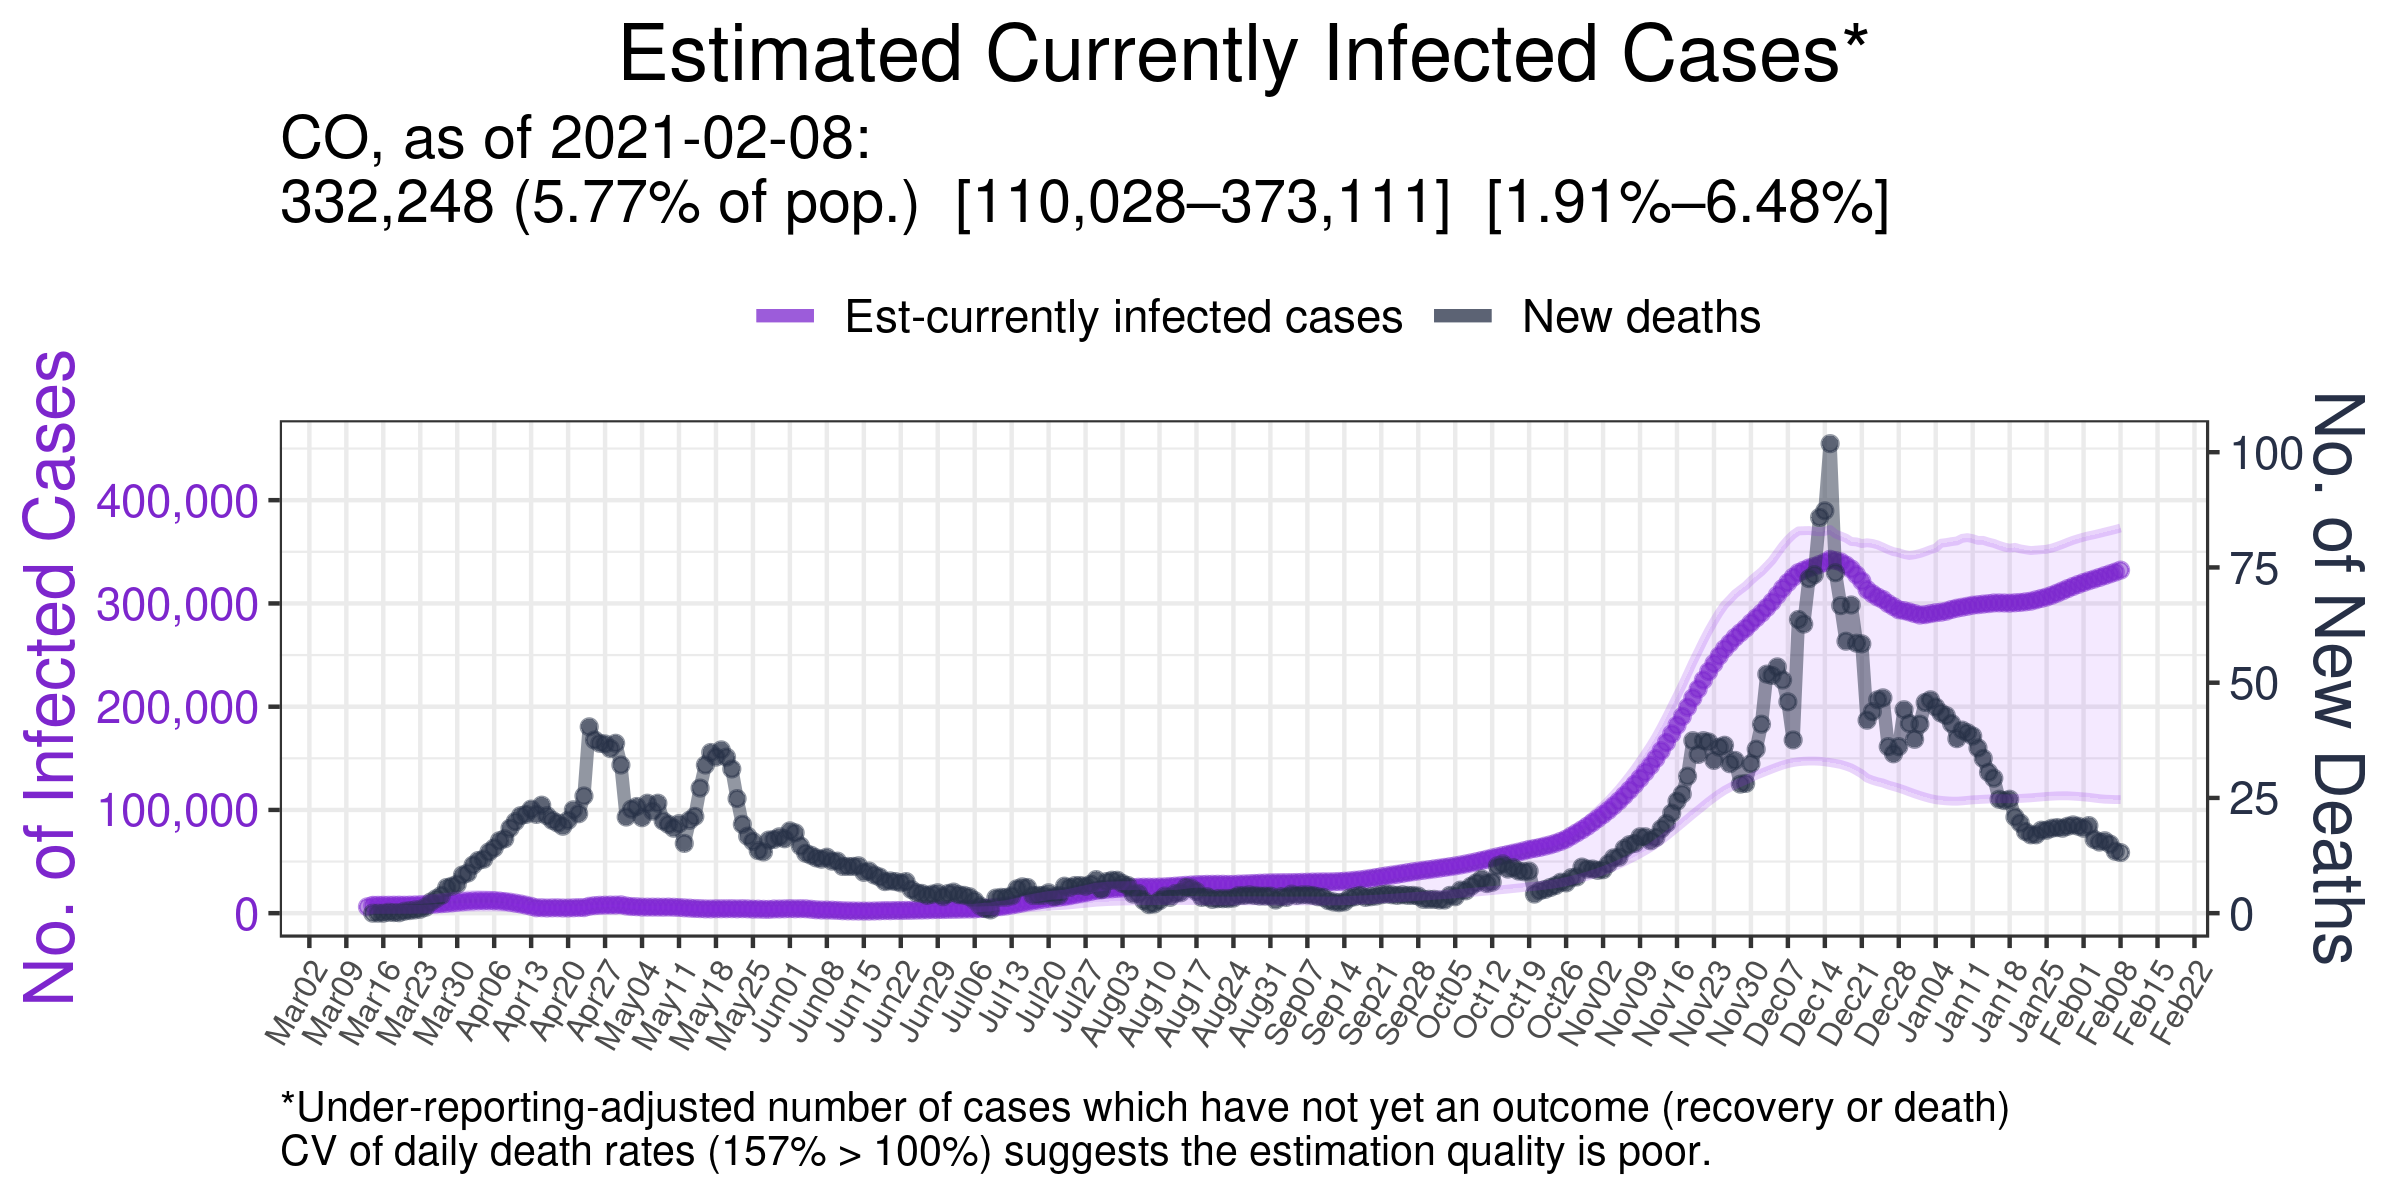 Estimated Currently Infected Cases*
CO, as of 2021-02-08:
332,248 (5.77% of pop.)  [110,028–373,111]  [1.91%–6.48%]
Est-currently infected cases
New deaths
No. of Infected Cases
400,000
300,000
200,000
100,000
0
100
75
50
25
0
No. of New Deaths
Mar02
Mar09
Mar16
Mar23
Mar30
Apr06
Apr13
Apr20
Apr27
May04
May11
May18
May25
Jun01
Jun08
Jun15
Jun22
Jun29
Jul06
Jul13
Jul20
Jul27
Aug03
Aug10
Aug17
Aug24
Aug31
Sep07
Sep14
Sep21
Sep28
Oct05
Oct12
Oct19
Oct26
Nov02
Nov09
Nov16
Nov23
Nov30
Dec07
Dec14
Dec21
Dec28
Jan04
Jan11
Jan18
Jan25
Feb01
Feb08
Feb15
Feb22
*Under-reporting-adjusted number of cases which have not yet an outcome (recovery or death)
CV of daily death rates (157% > 100%) suggests the estimation quality is poor.